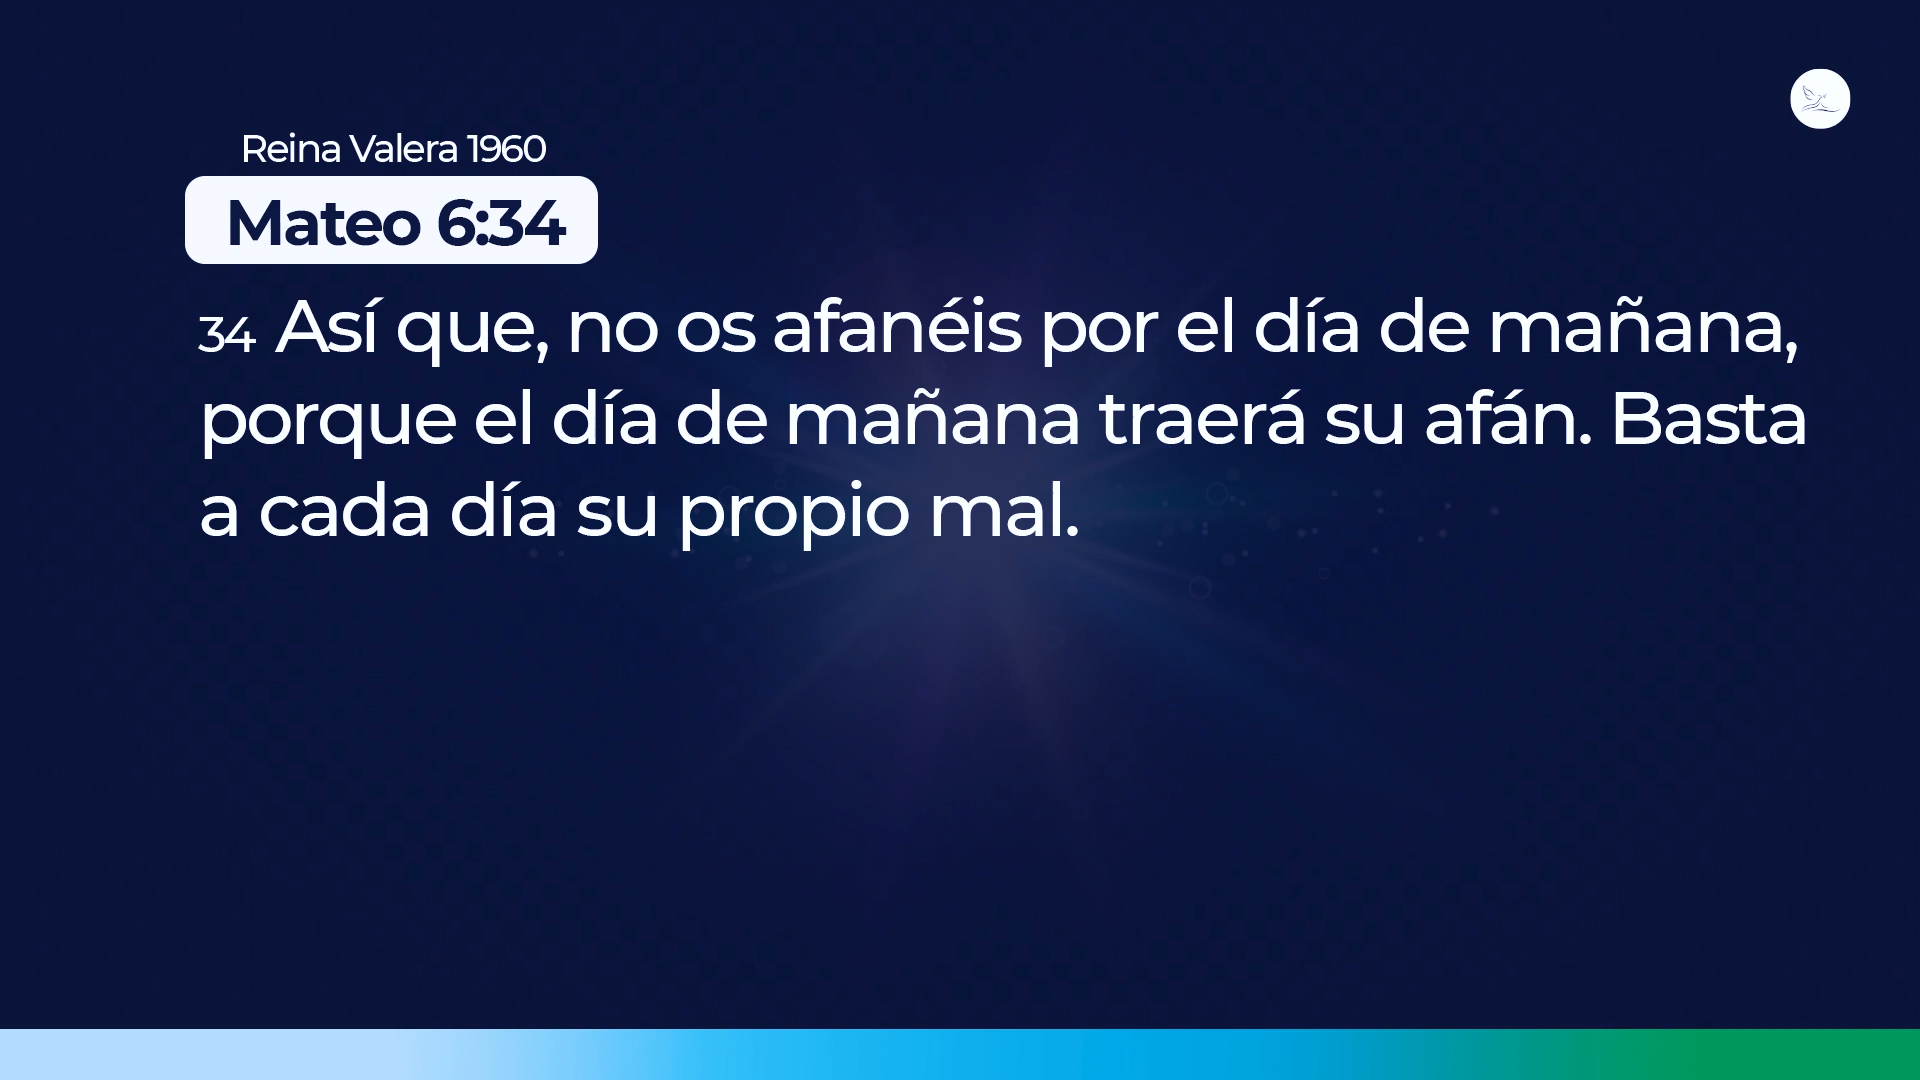 Reina Valera 1960
Mateo 6:34
34 Así que, no os afanéis por el día de mañana,
porque el día de mañana traerá su afán. Basta
a cada día su propio mal.